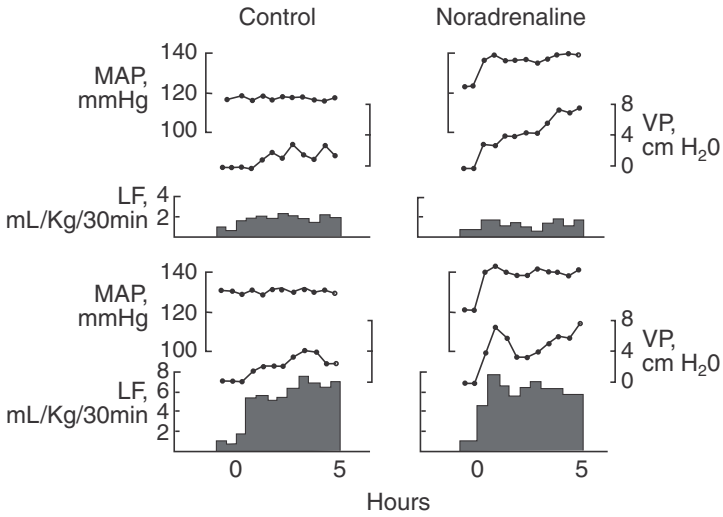 Control Noradrenaline
140
MAP, 120
mmHg
100
8
VP,
4
cm H20
0
LF, 4
mL/Kg/30min 2
140
MAP,
mmHg 120
100
8
VP,
4
cm H20
0
8
LF, 6
mL/Kg/30min 4
2
0 5 0 5
Hours